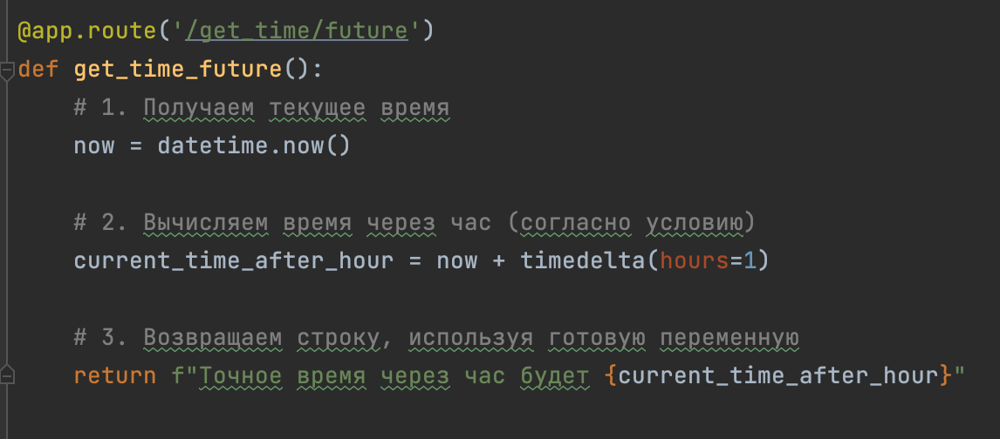 @app.route('/get_time/future')
def get_time_future():
# 1. Получаем текущее время
now = datetime.now()
# 2. Вычисляем время через час (согласно условию)
current_time_after_hour = now + timedelta(hours=1)
# 3. Возвращаем строку, используя готовую переменную
return f"Точное время через час будет {current_time_after_hour}"